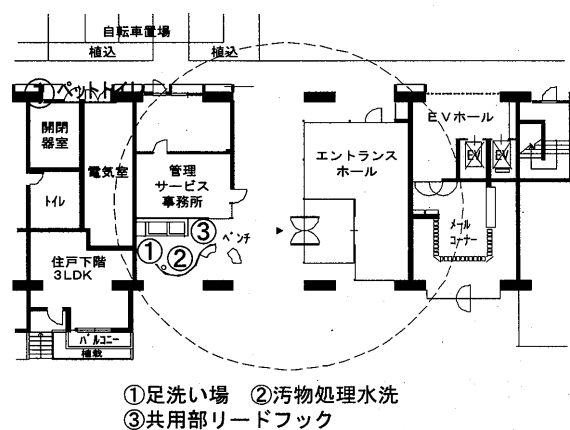 自転車置場
植込
植込
ペットトイレ
開閉
器室
電気室
トイレ
管理
サービス
事務所
エントランス
ホール
EVホール
EV
EV
メール
コーナー
ベンチ
①
②
③
住戸下階
3LDK
バルコニー
植栽
①足洗い場 ②汚物処理水洗
③共用部リードフック